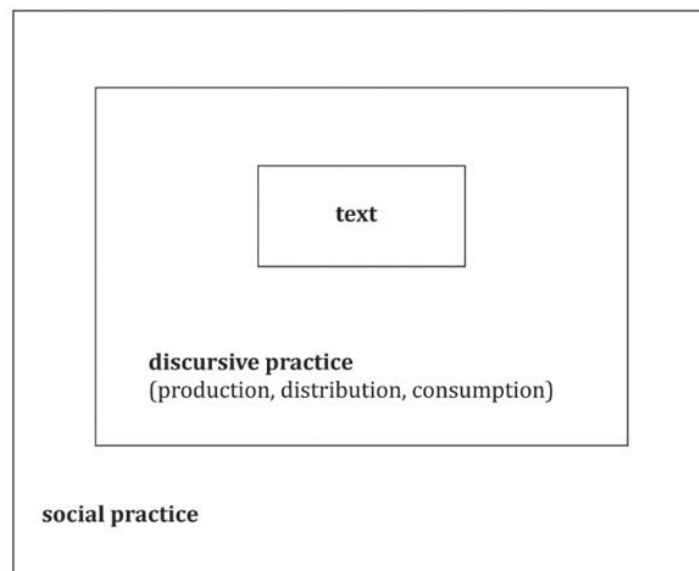 text
discursive practice
(production, distribution, consumption)
social practice